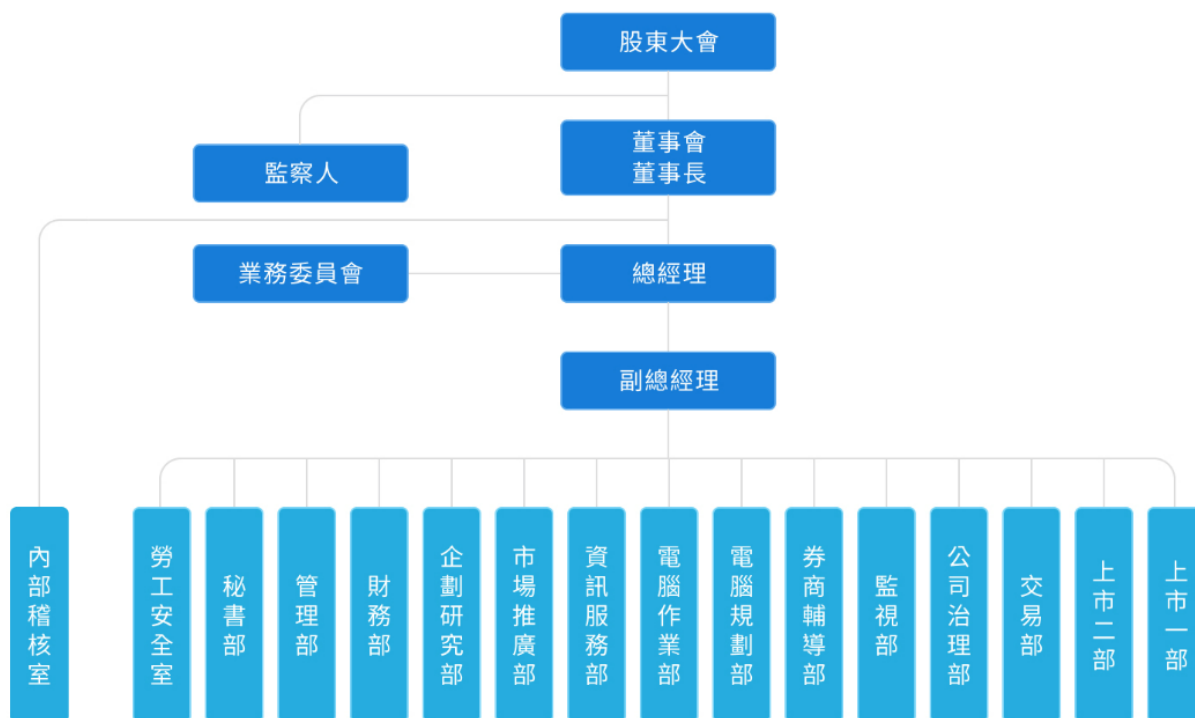 股東大會
董事會
董事長
監察人
業務委員會
總經理
副總經理
內部稽核室
勞工安全室
秘書部
管理部
財務部
企劃研究部
市場推廣部
資訊服務部
電腦作業部
電腦規劃部
券商輔導部
監視部
公司治理部
交易部
上市二部
上市一部